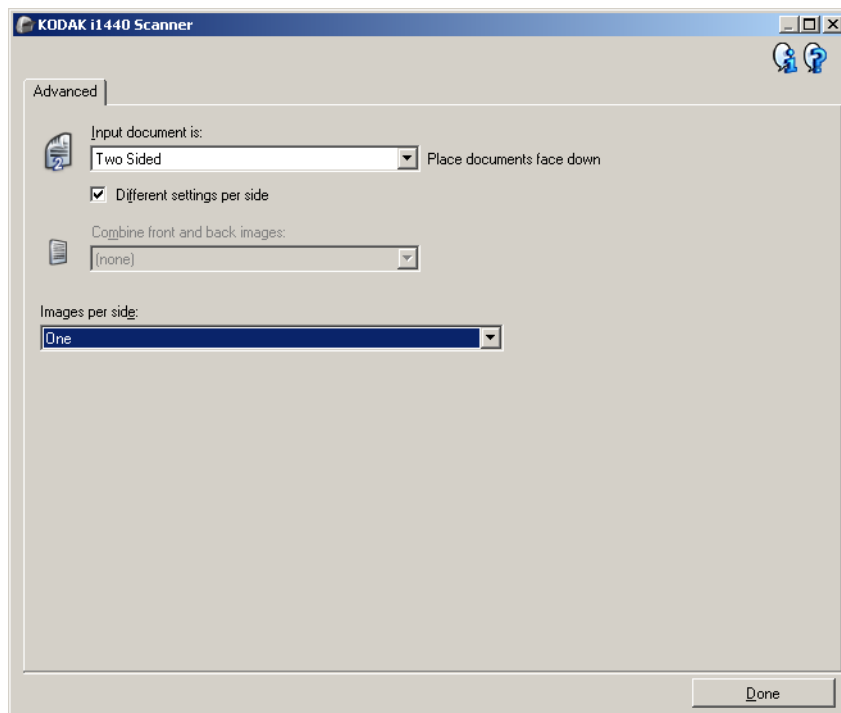 KODAK i1440 Scanner
Advanced
Input document is:
Two Sided
Place documents face down
Different settings per side
Combine front and back images:
(none)
Images per side:
One
Done